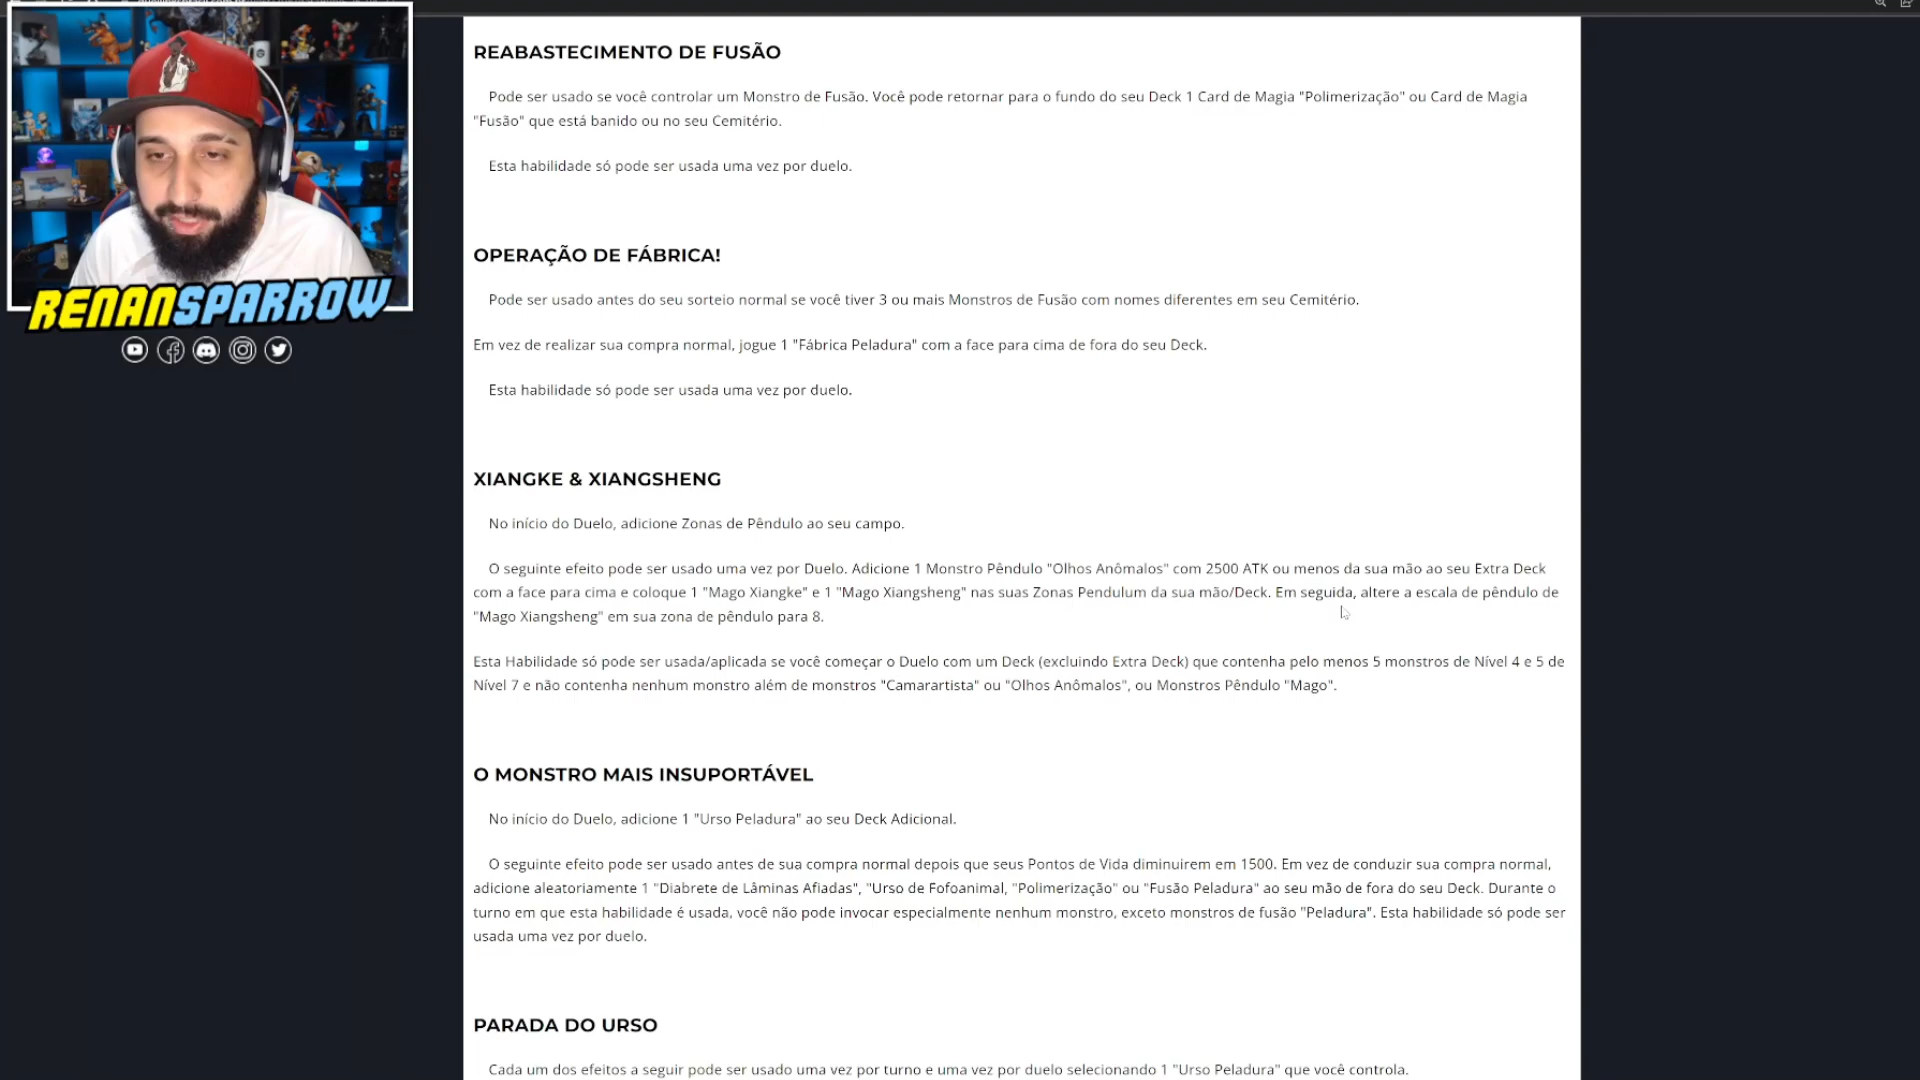 RENANSPARROW
REABASTECIMENTO DE FUSÃO
Pode ser usado se você controlar um Monstro de Fusão. Você pode retornar para o fundo do seu Deck 1 Card de Magia "Polimerização" ou Card de Magia
"Fusão" que está banido ou no seu Cemitério.
Esta habilidade só pode ser usada uma vez por duelo.
OPERAÇÃO DE FÁBRICA!
Pode ser usado antes do seu sorteio normal se você tiver 3 ou mais Monstros de Fusão com nomes diferentes em seu Cemitério.
Em vez de realizar sua compra normal, jogue 1 "Fábrica Peladura" com a face para cima de fora do seu Deck.
Esta habilidade só pode ser usada uma vez por duelo.
XIANGKE & XIANGSHENG
No início do Duelo, adicione Zonas de Pêndulo ao seu campo.
O seguinte efeito pode ser usado uma vez por Duelo. Adicione 1 Monstro Pêndulo "Olhos Anômalos" com 2500 ATK ou menos da sua mão ao seu Extra Deck
com a face para cima e coloque 1 "Mago Xiangke" e 1 "Mago Xiangsheng" nas suas Zonas Pendulum da sua mão/Deck. Em seguida, altere a escala de pêndulo de
"Mago Xiangsheng" em sua zona de pêndulo para 8.
Esta Habilidade só pode ser usada/aplicada se você começar o Duelo com um Deck (excluindo Extra Deck) que contenha pelo menos 5 monstros de Nível 4 e 5 de
Nível 7 e não contenha nenhum monstro além de monstros "Camarartista" ou "Olhos Anômalos", ou Monstros Pêndulo "Mago".
O MONSTRO MAIS INSUPORTÁVEL
No início do Duelo, adicione 1 "Urso Peladura" ao seu Deck Adicional.
O seguinte efeito pode ser usado antes de sua compra normal depois que seus Pontos de Vida diminuírem em 1500. Em vez de conduzir sua compra normal,
adicione aleatoriamente 1 "Diabrete de Lâminas Afiadas", "Urso de Fofoanimal, "Polimerização" ou "Fusão Peladura" ao seu mão de fora do seu Deck. Durante o
turno em que esta habilidade é usada, você não pode invocar especialmente nenhum monstro, exceto monstros de fusão "Peladura". Esta habilidade só pode ser
usada uma vez por duelo.
PARADA DO URSO
Cada um dos efeitos a seguir pode ser usado uma vez por turno e uma vez por duelo selecionando 1 "Urso Peladura" que você controla.